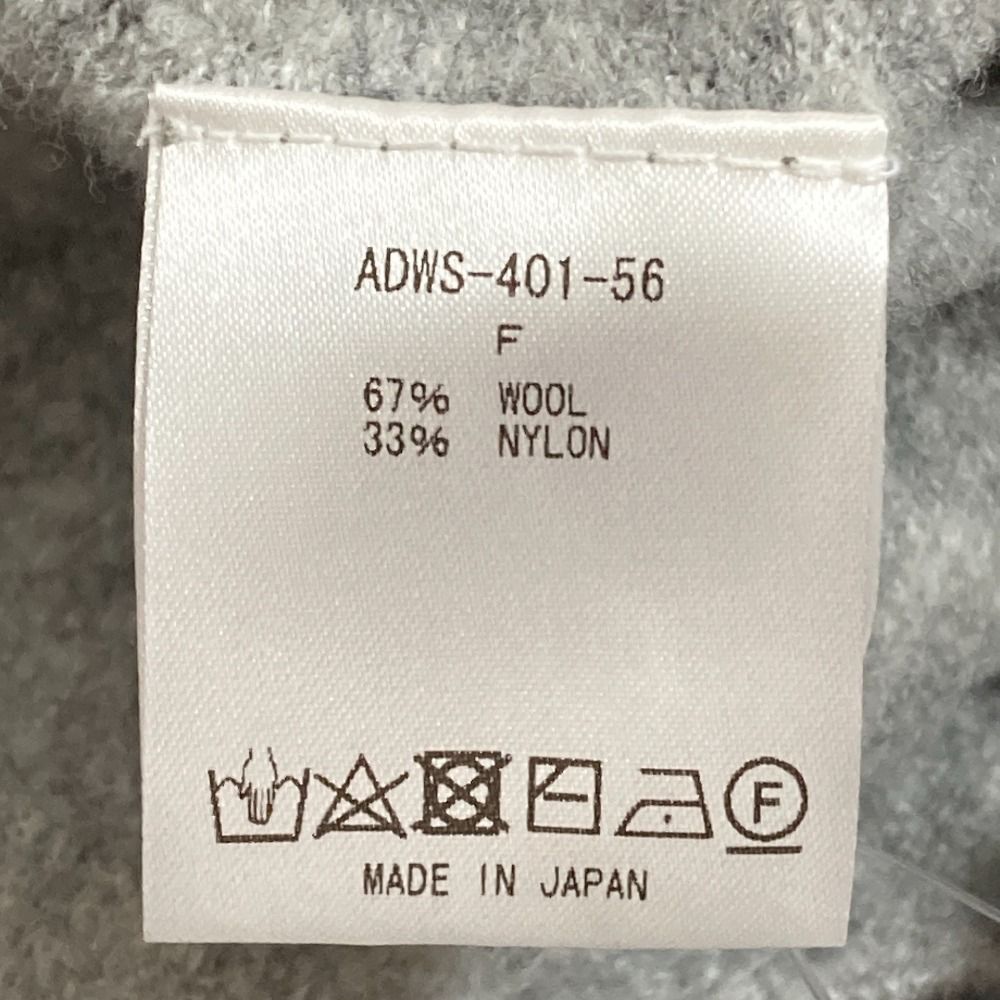 ADWS-401-56
F
67% WOOL
33% NYLON
F
MADE IN JAPAN